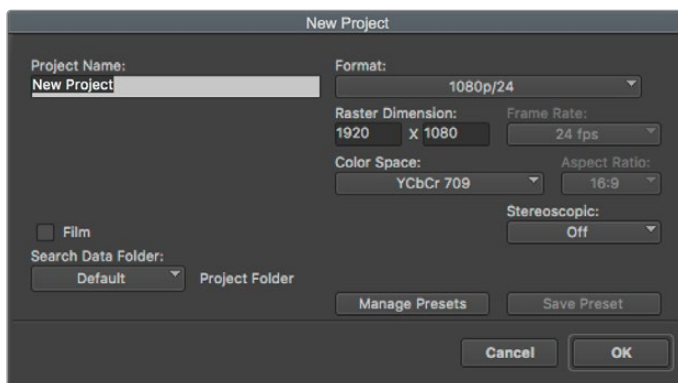 New Project
Project Name:
New Project
Format:
1080p/24
Raster Dimension:
1920 X 1080
Frame Rate:
24 fps
Color Space:
YCbCr 709
Aspect Ratio:
16:9
Stereoscopic:
Off
Film
Search Data Folder:
Default
Project Folder
Manage Presets
Save Preset
Cancel
OK